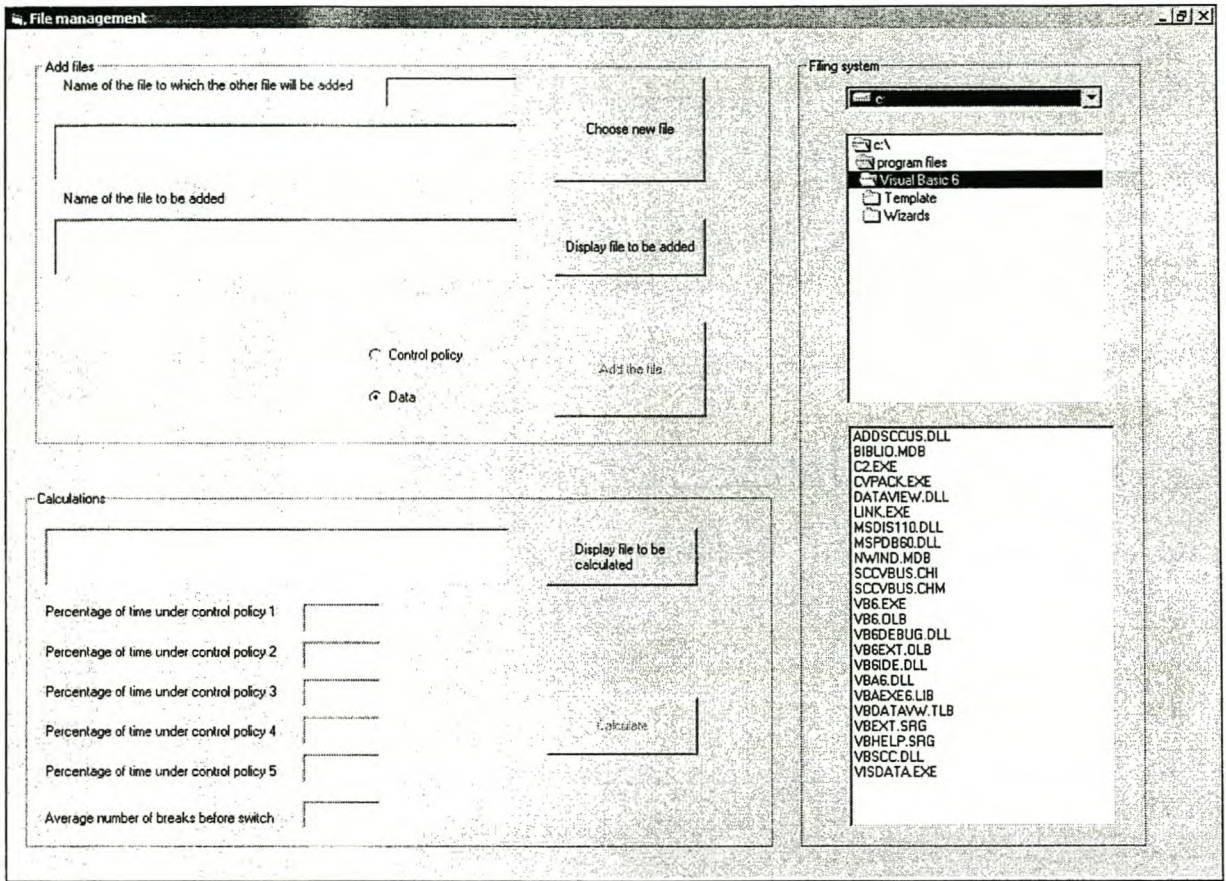 File management
Add files
Name of the file to which the other file will be added
Choose new file
Name of the file to be added
Display file to be added
Control policy
Data
Add the file
Calculations
Display file to be calculated
Percentage of time under control policy 1
Percentage of time under control policy 2
Percentage of time under control policy 3
Percentage of time under control policy 4
Percentage of time under control policy 5
Average number of breaks before switch
Calculate
Filing system
c:
c:\
program files
Visual Basic 6
Template
Wizards
ADDSCCUS.DLL
BIBLIO.MDB
C2.EXE
CVPACK.EXE
DATAVIEW.DLL
LINK.EXE
MSDIS110.DLL
MSPDB60.DLL
NWIND.MDB
SCCVBUS.CHI
SCCVBUS.CHM
VB6.EXE
VB6.OLB
VB6DEBUG.DLL
VB6EXT.OLB
VB6IDE.DLL
VBA6.DLL
VBAEXE6.LIB
VBDATAVW.TLB
VBEXT.SRG
VBHELP.SRG
VBSCC.DLL
VISDATA.EXE